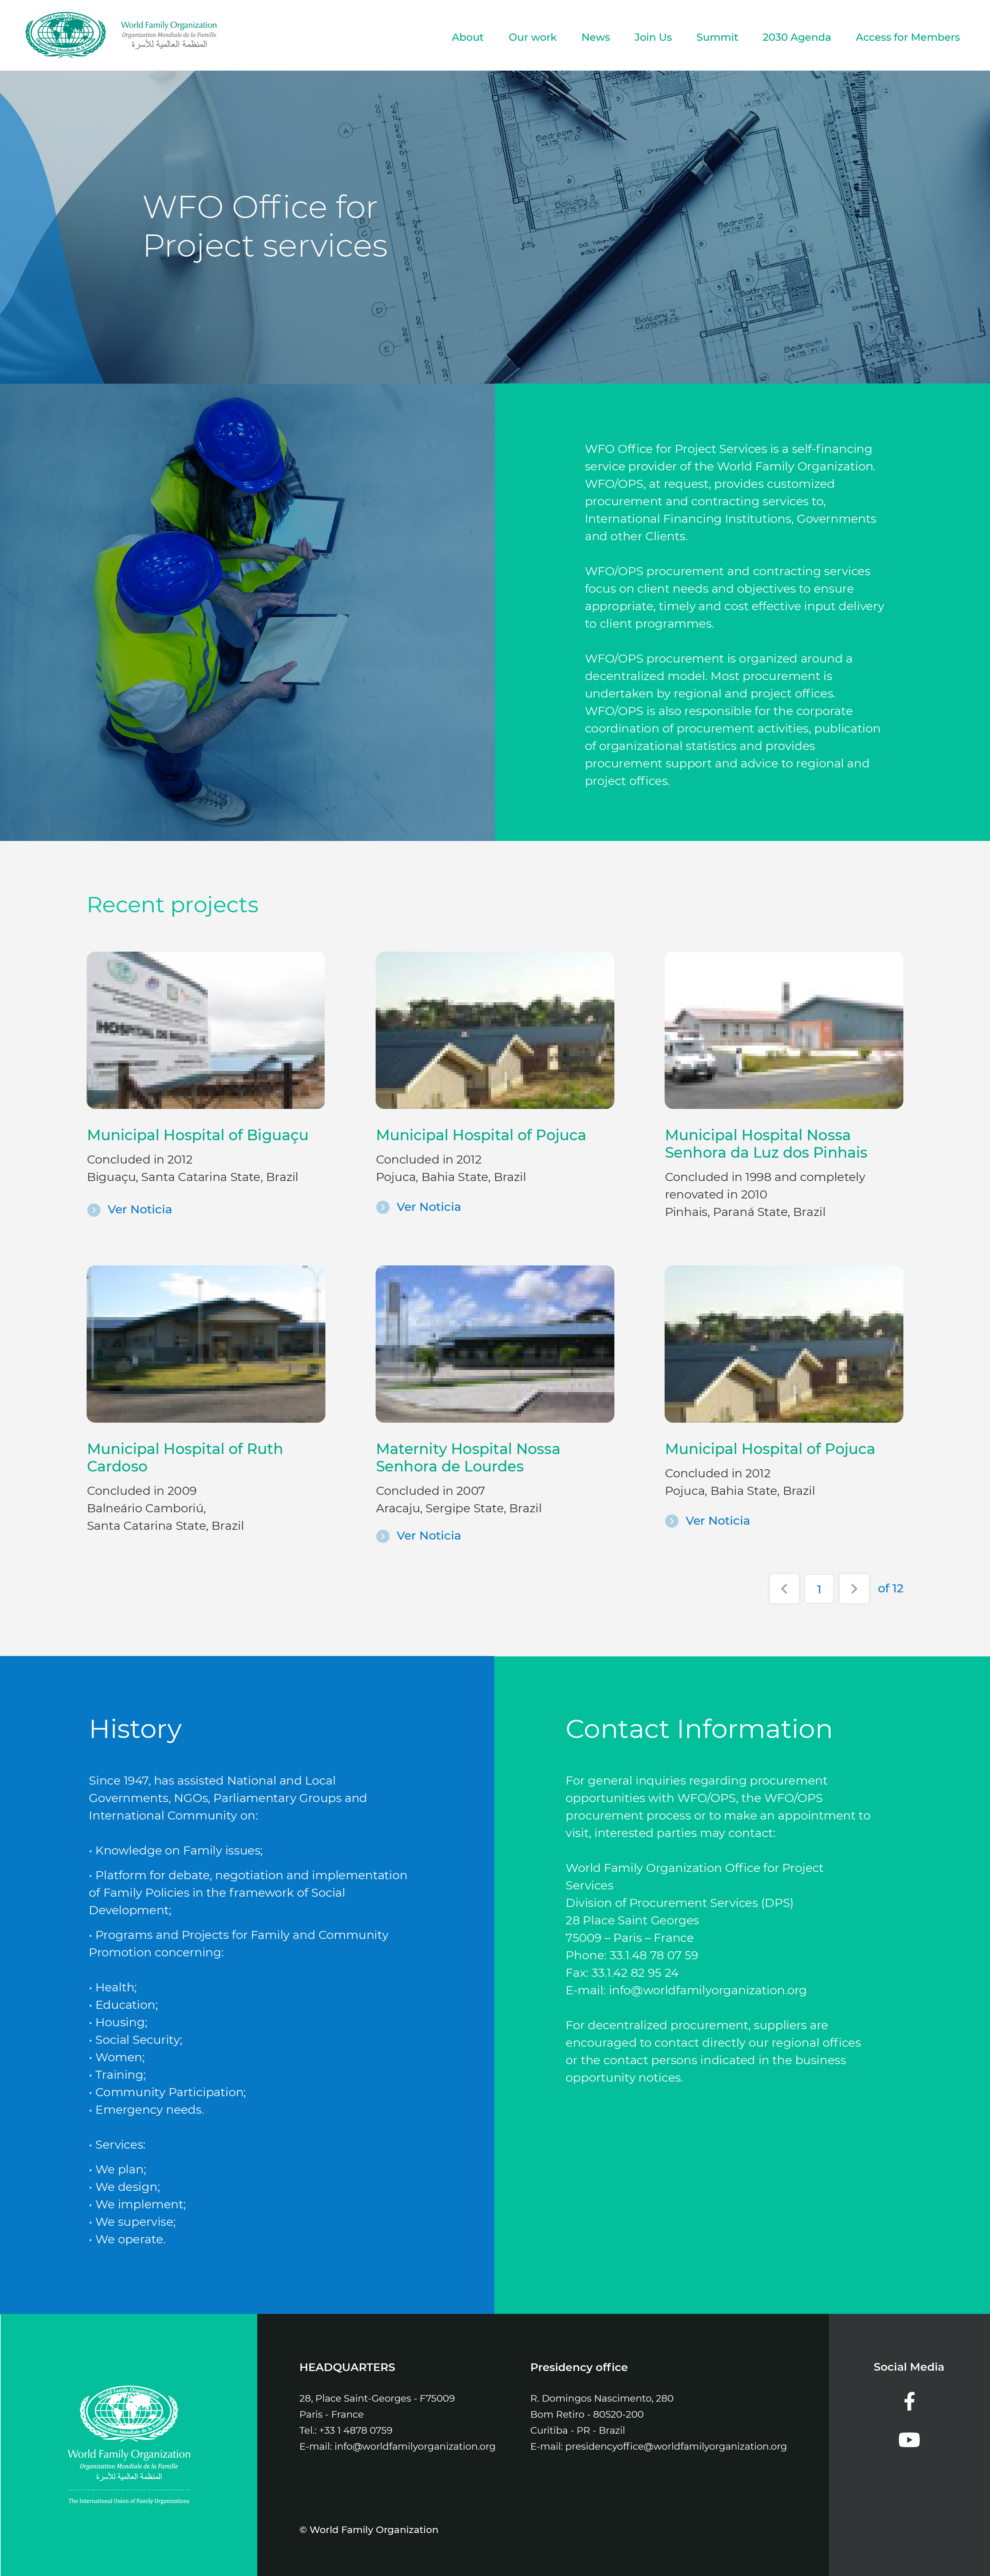 World Family Organization
Organisation Mondiale de la Famille
المنظمة العالمية للأسرة
About
Our work
News
Join Us
Summit
2030 Agenda
Access for Members
WFO Office for
Project services
Hall
Bedroom 3
Dressing
Balcony
Bedroom 2
Bathroom
Balcony 2
WFO Office for Project Services is a self-financing
service provider of the World Family Organization.
WFO/OPS, at request, provides customized
procurement and contracting services to,
International Financing Institutions, Governments
and other Clients.
WFO/OPS procurement and contracting services
focus on client needs and objectives to ensure
appropriate, timely and cost effective input delivery
to client programmes.
WFO/OPS procurement is organized around a
decentralized model. Most procurement is
undertaken by regional and project offices.
WFO/OPS is also responsible for the corporate
coordination of procurement activities, publication
of organizational statistics and provides
procurement support and advice to regional and
project offices.
Recent projects
Municipal Hospital of Biguaçu
Concluded in 2012
Biguaçu, Santa Catarina State, Brazil
Ver Noticia
Municipal Hospital of Pojuca
Concluded in 2012
Pojuca, Bahia State, Brazil
Ver Noticia
Municipal Hospital Nossa
Senhora da Luz dos Pinhais
Concluded in 1998 and completely
renovated in 2010
Pinhais, Paraná State, Brazil
Municipal Hospital of Ruth
Cardoso
Concluded in 2009
Balneário Camboriú,
Santa Catarina State, Brazil
Maternity Hospital Nossa
Senhora de Lourdes
Concluded in 2007
Aracaju, Sergipe State, Brazil
Ver Noticia
Municipal Hospital of Pojuca
Concluded in 2012
Pojuca, Bahia State, Brazil
Ver Noticia
1
of 12
History
Since 1947, has assisted National and Local
Governments, NGOs, Parliamentary Groups and
International Community on:
• Knowledge on Family issues;
• Platform for debate, negotiation and implementation
of Family Policies in the framework of Social
Development;
• Programs and Projects for Family and Community
Promotion concerning:
• Health;
• Education;
• Housing;
• Social Security;
• Women;
• Training;
• Community Participation;
• Emergency needs.
• Services:
• We plan;
• We design;
• We implement;
• We supervise;
• We operate.
Contact Information
For general inquiries regarding procurement
opportunities with WFO/OPS, the WFO/OPS
procurement process or to make an appointment to
visit, interested parties may contact:
World Family Organization Office for Project
Services
Division of Procurement Services (DPS)
28 Place Saint Georges
75009 – Paris – France
Phone: 33.1.48 78 07 59
Fax: 33.1.42 82 95 24
E-mail: info@worldfamilyorganization.org
For decentralized procurement, suppliers are
encouraged to contact directly our regional offices
or the contact persons indicated in the business
opportunity notices.
World Family Organization
Organisation Mondiale de la Famille
المنظمة العالمية للأسرة
The International Union of Family Organizations
HEADQUARTERS
28, Place Saint-Georges - F75009
Paris - France
Tel.: +33 1 4878 0759
E-mail: info@worldfamilyorganization.org
Presidency office
R. Domingos Nascimento, 280
Bom Retiro - 80520-200
Curitiba - PR - Brazil
E-mail: presidencyoffice@worldfamilyorganization.org
Social Media
© World Family Organization